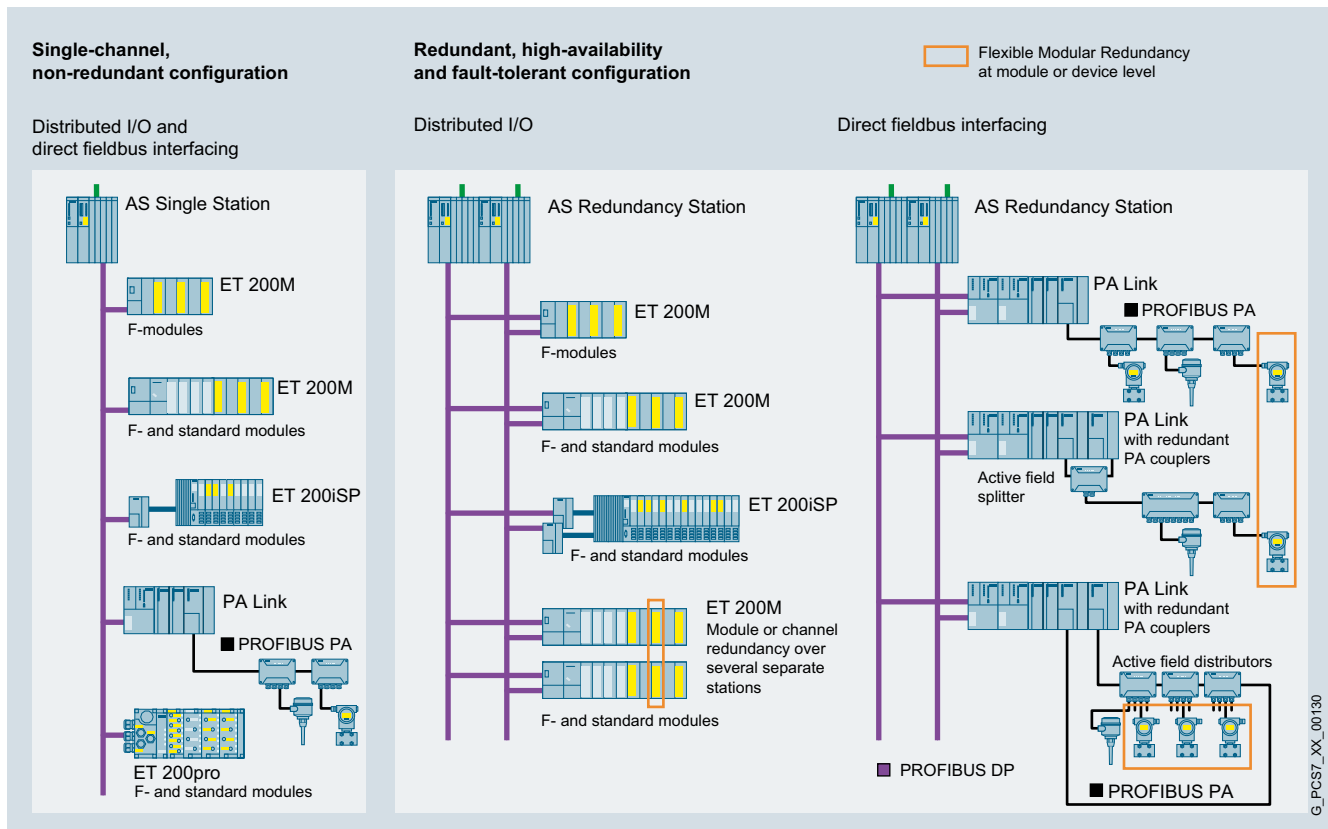 Single-channel,
non-redundant configuration
Redundant, high-availability
and fault-tolerant configuration
Flexible Modular Redundancy
at module or device level
Distributed I/O and
direct fieldbus interfacing
Distributed I/O
Direct fieldbus interfacing
AS Single Station
ET 200M
F-modules
ET 200M
F- and standard modules
ET 200iSP
F- and standard modules
PA Link
PROFIBUS PA
ET 200pro
F- and standard modules
AS Redundancy Station
ET 200M
F-modules
ET 200M
F- and standard modules
ET 200iSP
F- and standard modules
ET 200M
Module or channel
redundancy over
several separate
stations
F- and standard modules
PROFIBUS DP
AS Redundancy Station
PA Link
PROFIBUS PA
PA Link
with redundant
PA couplers
Active field
splitter
PA Link
with redundant
PA couplers
Active field distributors
PROFIBUS PA
G_PCS7_XX_00130